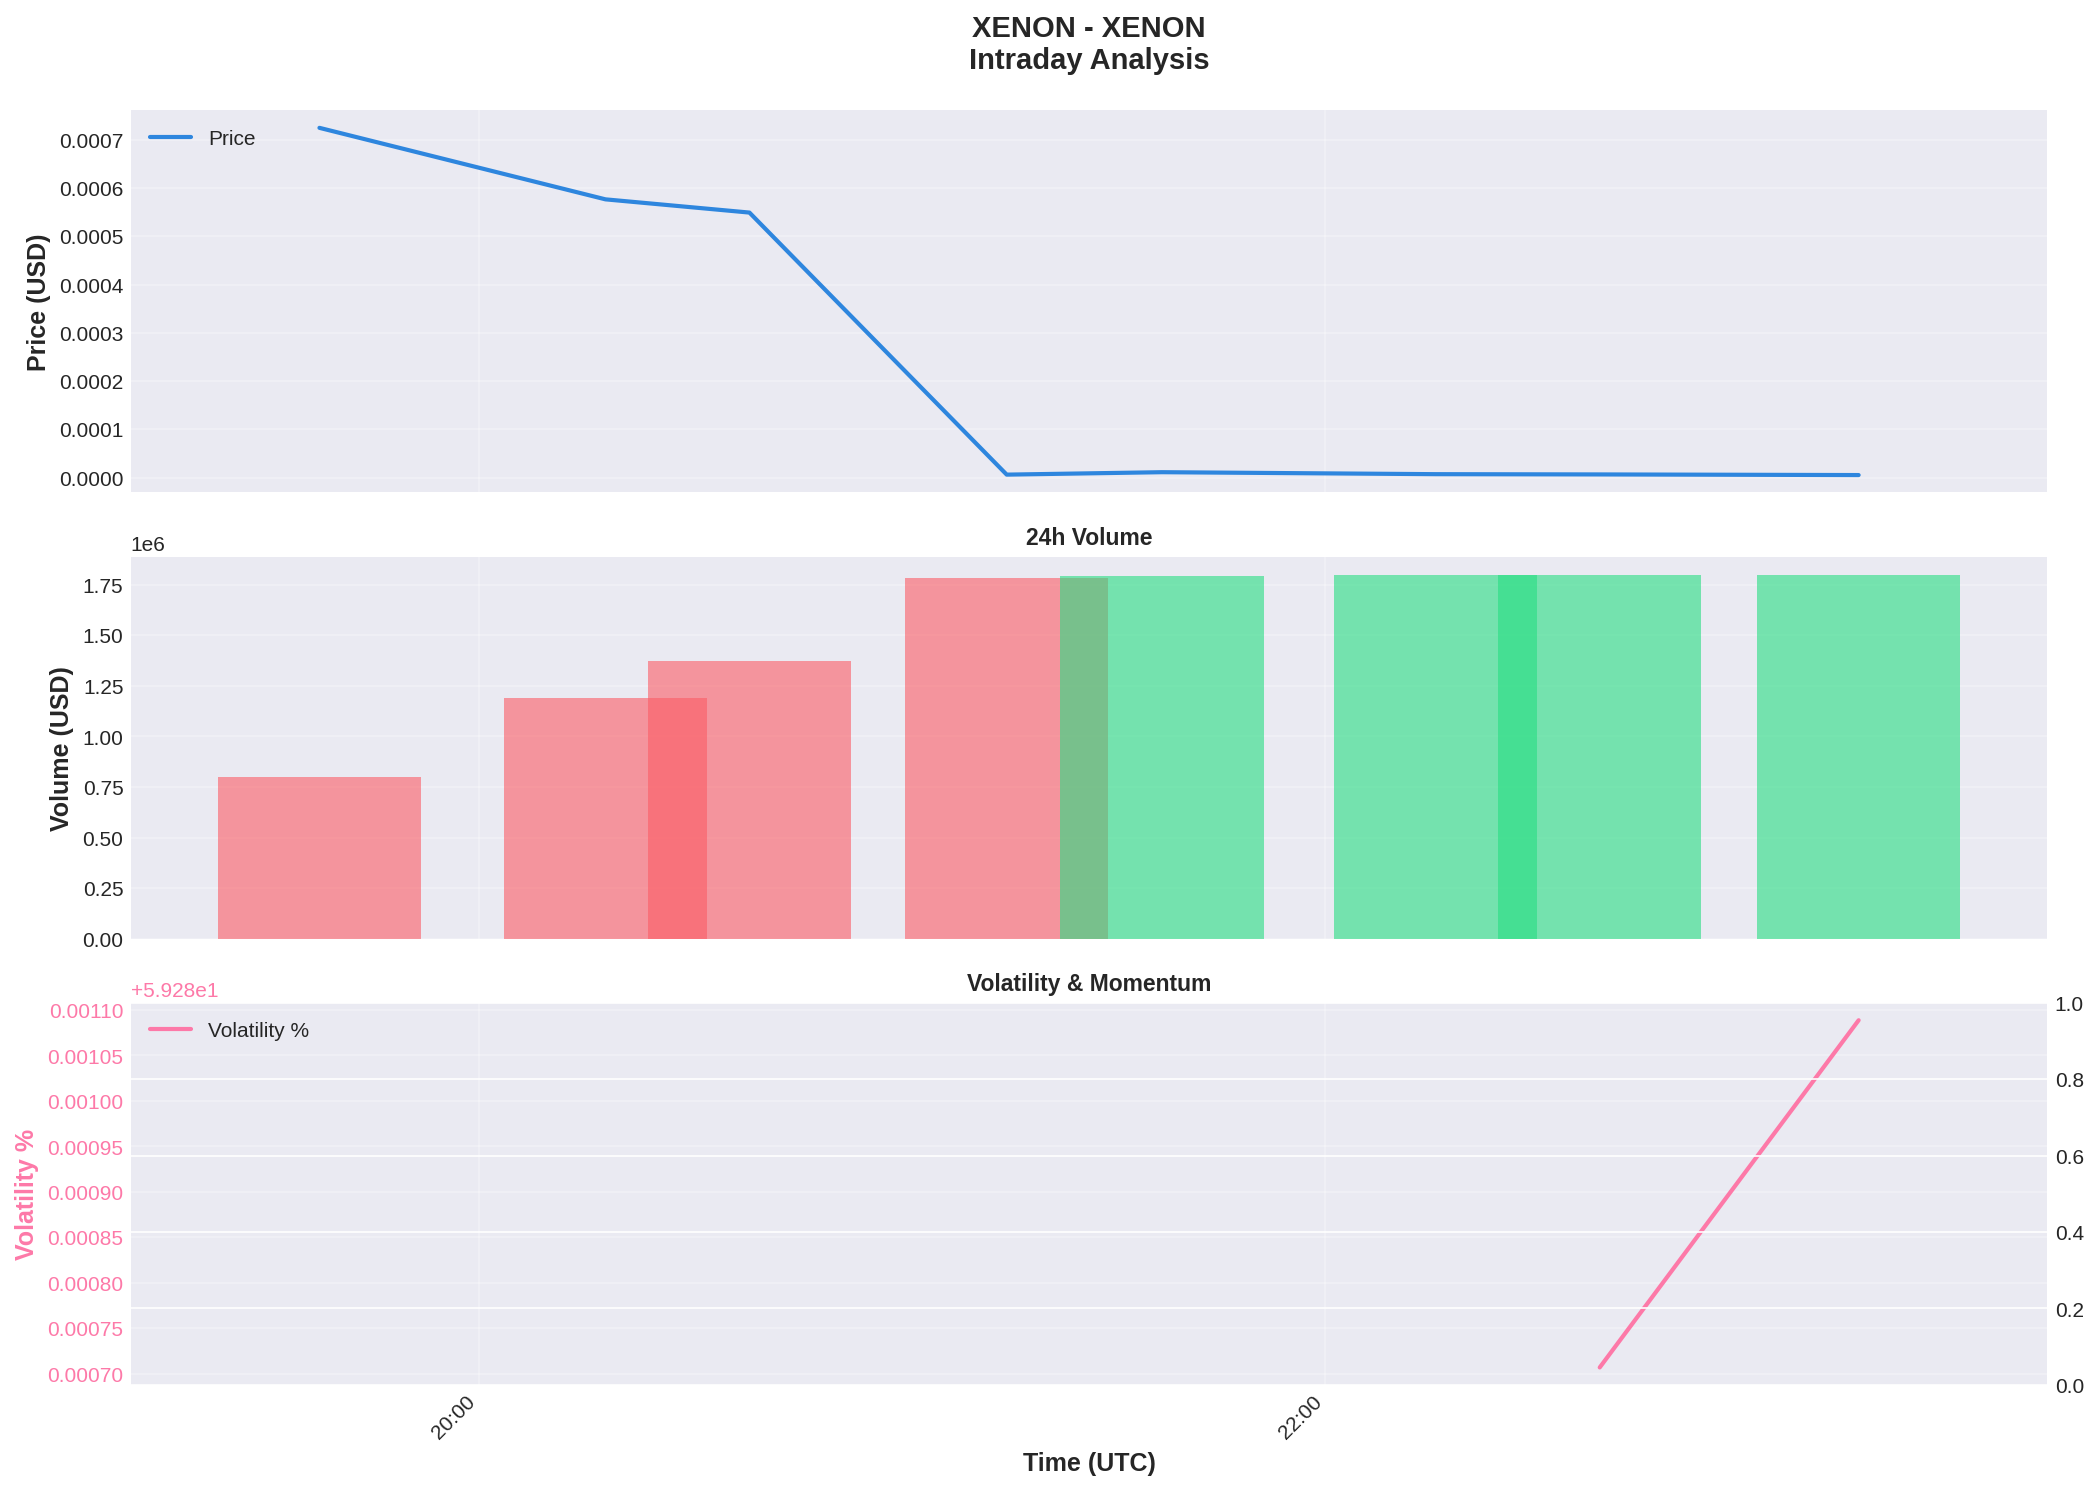 XENON - XENON
Intraday Analysis
Price
0.0007
0.0006
0.0005
0.0004
0.0003
0.0002
0.0001
0.0000
Price (USD)
24h Volume
1e6
1.75
1.50
1.25
1.00
0.75
0.50
0.25
0.00
Volume (USD)
Volatility & Momentum
+5.928e1
Volatility %
0.00110
0.00105
0.00100
0.00095
0.00090
0.00085
0.00080
0.00075
0.00070
Volatility %
1.0
0.8
0.6
0.4
0.2
0.0
20:00
22:00
Time (UTC)